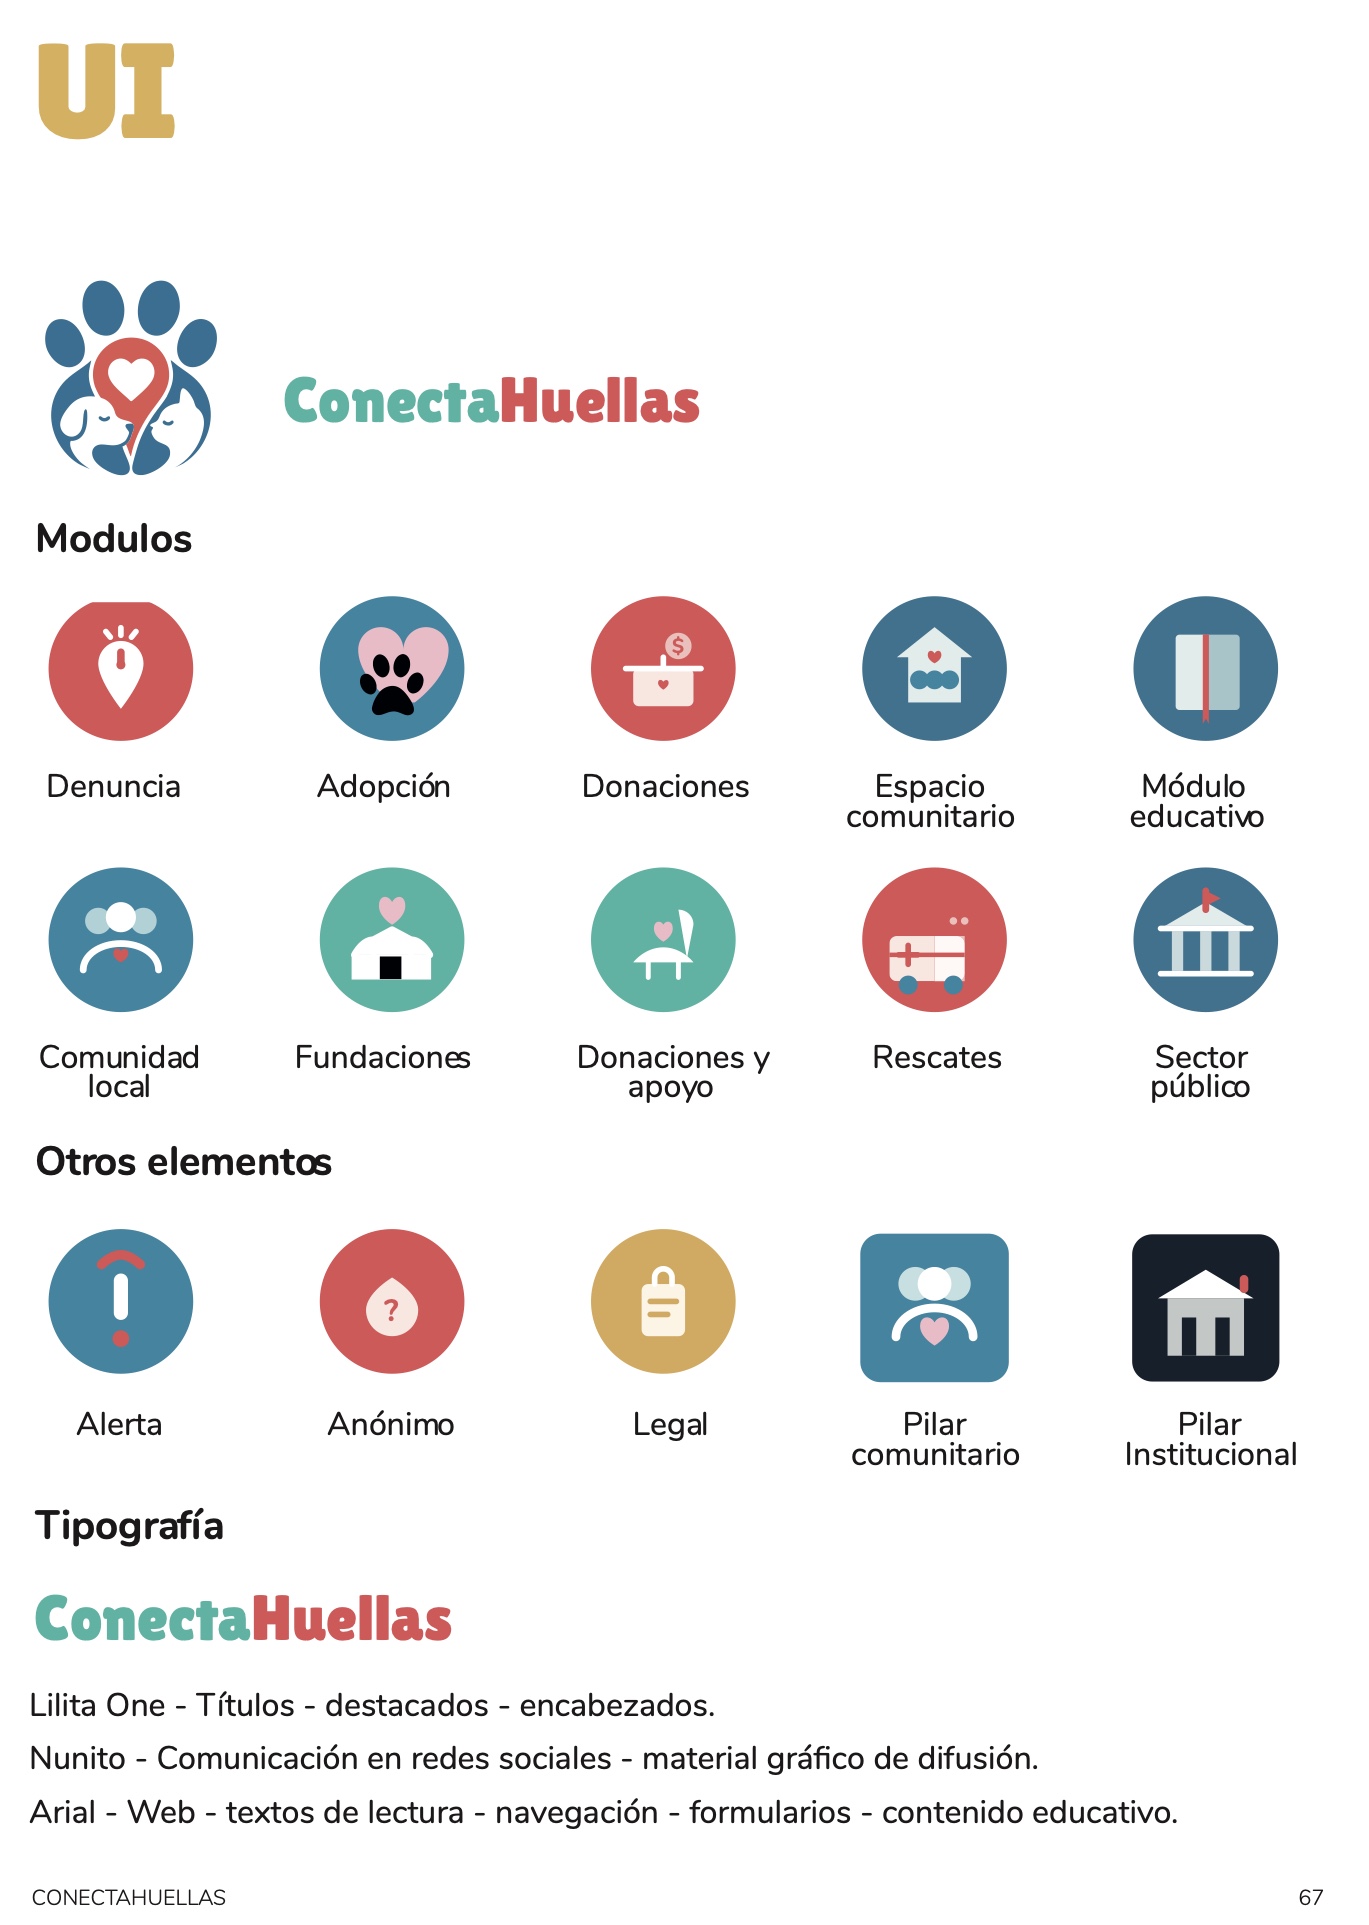 UI
ConectaHuellas
Modulos
$
Denuncia
Adopción
Donaciones
Espacio
comunitario
Módulo
educativo
Comunidad
local
Fundaciones
Donaciones y
apoyo
Rescates
Sector
público
Otros elementos
?
Alerta
Anónimo
Legal
Pilar
comunitario
Pilar
Institucional
Tipografía
ConectaHuellas
Lilita One - Títulos - destacados - encabezados.
Nunito - Comunicación en redes sociales - material gráfico de difusión.
Arial - Web - textos de lectura - navegación - formularios - contenido educativo.
CONECTAHUELLAS
67